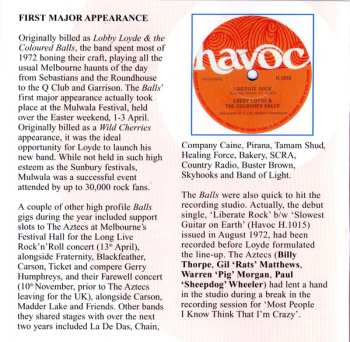 FIRST MAJOR APPEARANCE
Originally billed as Lobby Loyde & the
Coloured Balls, the band spent most of
1972 honing their craft, playing all the
usual Melbourne haunts of the day
from Sebastians and the Roundhouse
to the Q Club and Garrison. The Balls'
first major appearance actually took
place at the Mulwala Festival, held
over the Easter weekend, 1-3 April.
Originally billed as a Wild Cherries
appearance, it was the ideal
opportunity for Loyde to launch his
new band. While not held in such high
esteem as the Sunbury festivals,
Mulwala was a successful event
attended by up to 30,000 rock fans.
A couple of other high profile Balls
gigs during the year included support
slots to The Aztecs at Melbourne's
Festival Hall for the Long Live
Rock'n'Roll concert (13th April),
alongside Fraternity, Blackfeather,
Carson, Ticket and compere Gerry
Humphreys, and their Farewell concert
(10th November, prior to The Aztecs
leaving for the UK), alongside Carson,
Madder Lake and Friends. Other bands
they shared stages with over the next
two years included La De Das, Chain,
havoc
LIBERATE ROCK
LOBBY LOYDE &
THE COLOURED BALLS
Company Caine, Pirana, Tamam Shud,
Healing Force, Bakery, SCRA,
Country Radio, Buster Brown,
Skyhooks and Band of Light.
The Balls were also quick to hit the
recording studio. Actually, the debut
single, 'Liberate Rock' b/w 'Slowest
Guitar on Earth' (Havoc H.1015)
issued in August 1972, had been
recorded before Loyde formulated
the line-up. The Aztecs (Billy
Thorpe, Gil 'Rats' Matthews,
Warren 'Pig' Morgan, Paul
'Sheepdog' Wheeler) had lent a hand
in the studio during a break in the
recording session for 'Most People
I Know Think That I'm Crazy'.